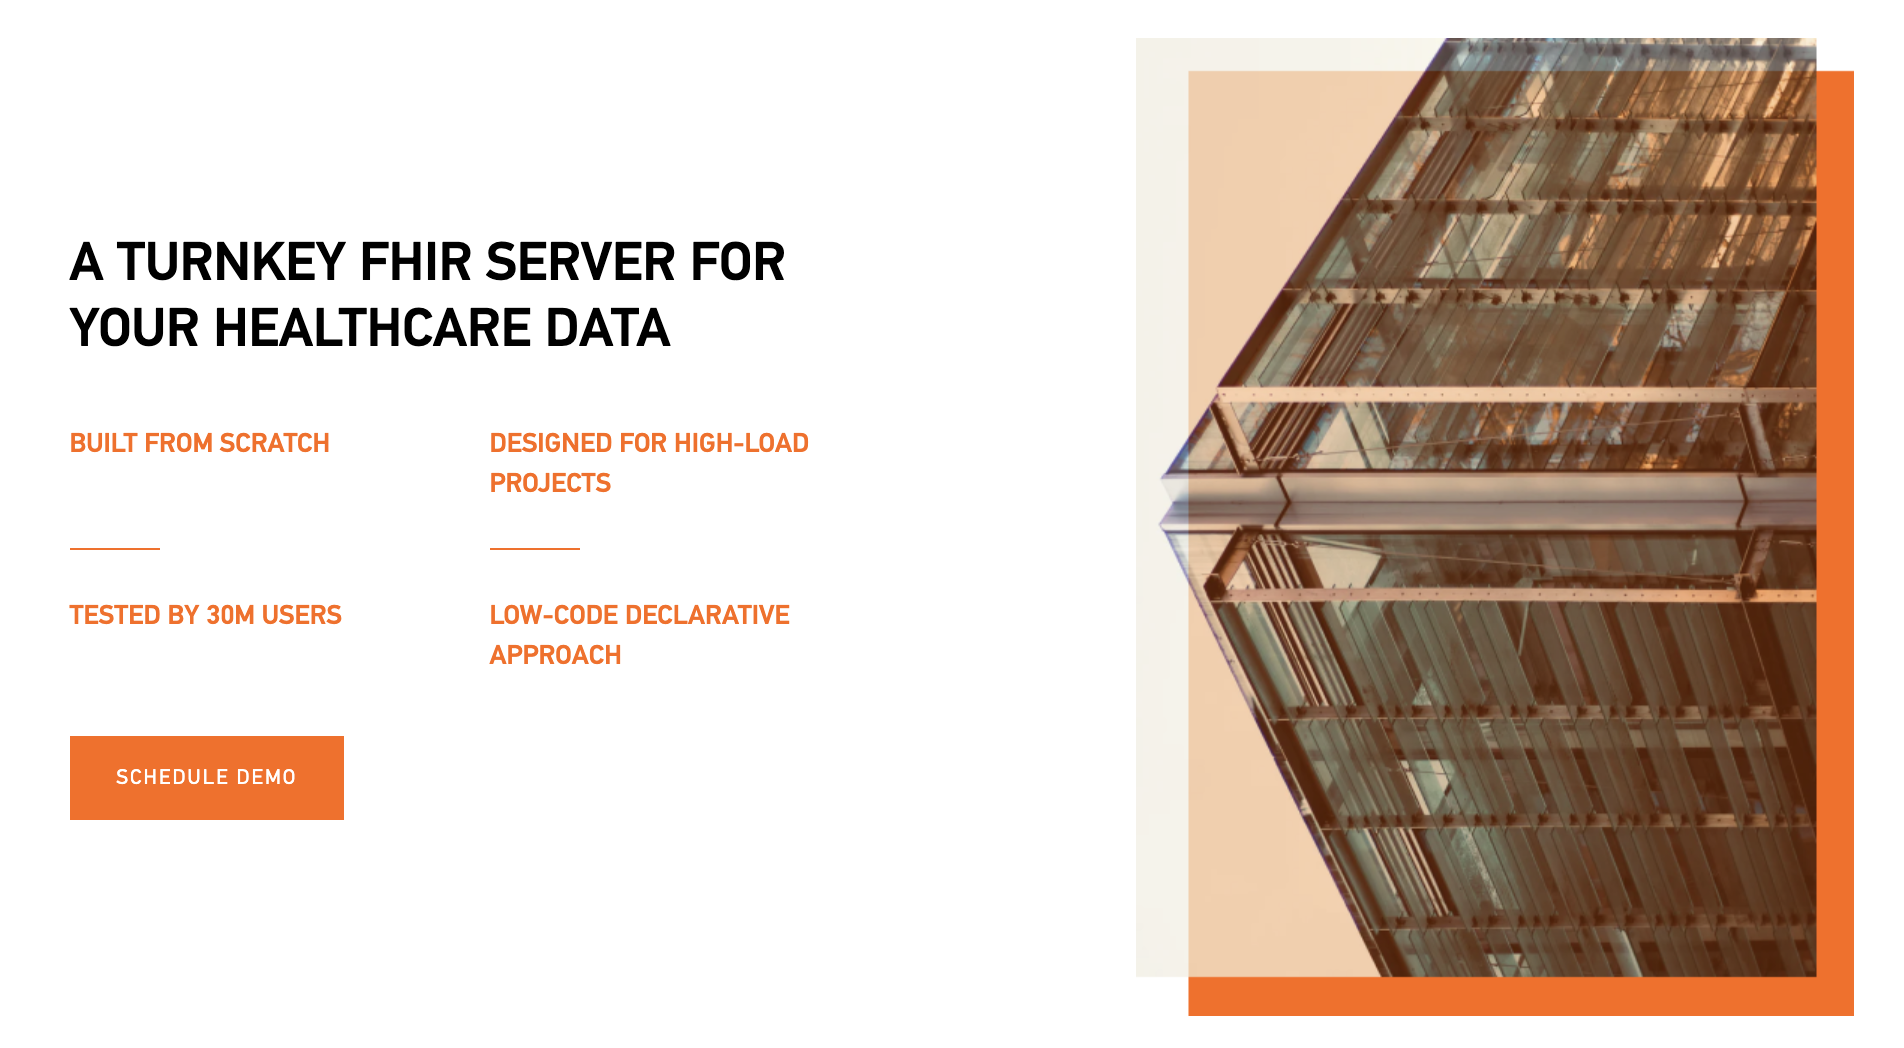 A TURNKEY FHIR SERVER FOR
YOUR HEALTHCARE DATA
BUILT FROM SCRATCH
DESIGNED FOR HIGH-LOAD
PROJECTS
TESTED BY 30M USERS
LOW-CODE DECLARATIVE
APPROACH
SCHEDULE DEMO